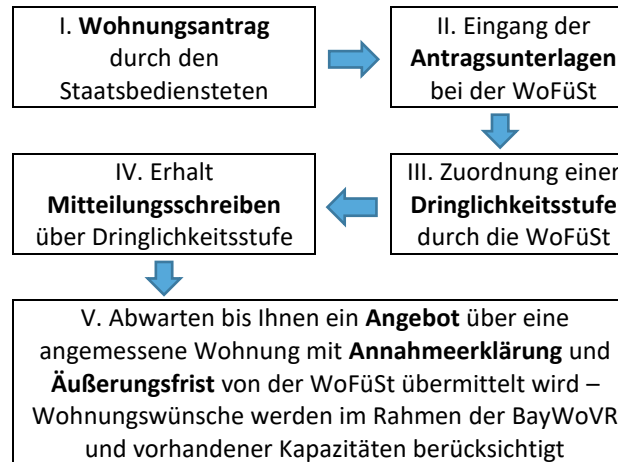 I. Wohnungsantrag
durch den
Staatsbediensteten
II. Eingang der
Antragsunterlagen
bei der WoFüSt
III. Zuordnung einer
Dringlichkeitsstufe
durch die WoFüSt
IV. Erhalt
Mitteilungsschreiben
über Dringlichkeitsstufe
V. Abwarten bis Ihnen ein Angebot über eine
angemessene Wohnung mit Annahmeerklärung und
Äußerungsfrist von der WoFüSt übermittelt wird –
Wohnungswünsche werden im Rahmen der BayWoVR
und vorhandener Kapazitäten berücksichtigt